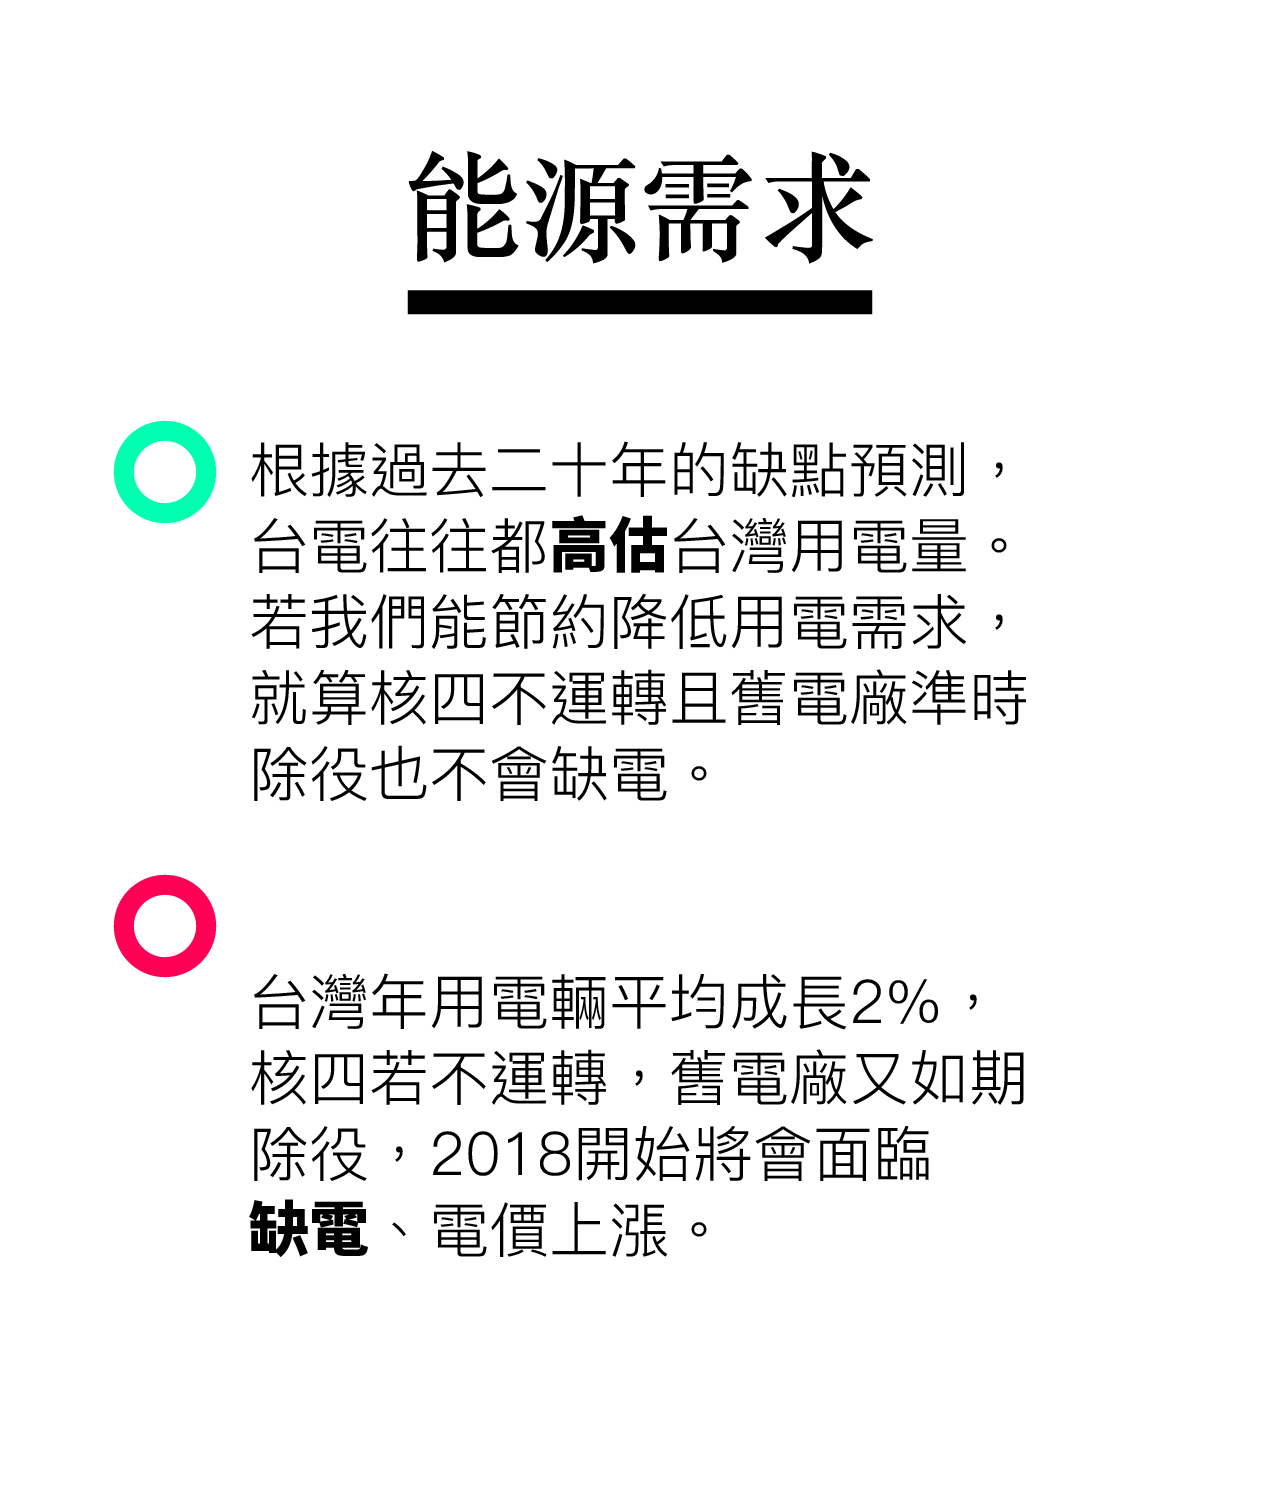 能源需求
根據過去二十年的缺點預測，
台電往往都高估台灣用電量。
若我們能節約降低用電需求，
就算核四不運轉且舊電廠準時
除役也不會缺電。
台灣年用電輛平均成長2%，
核四若不運轉，舊電廠又如期
除役，2018開始將會面臨
缺電、電價上漲。